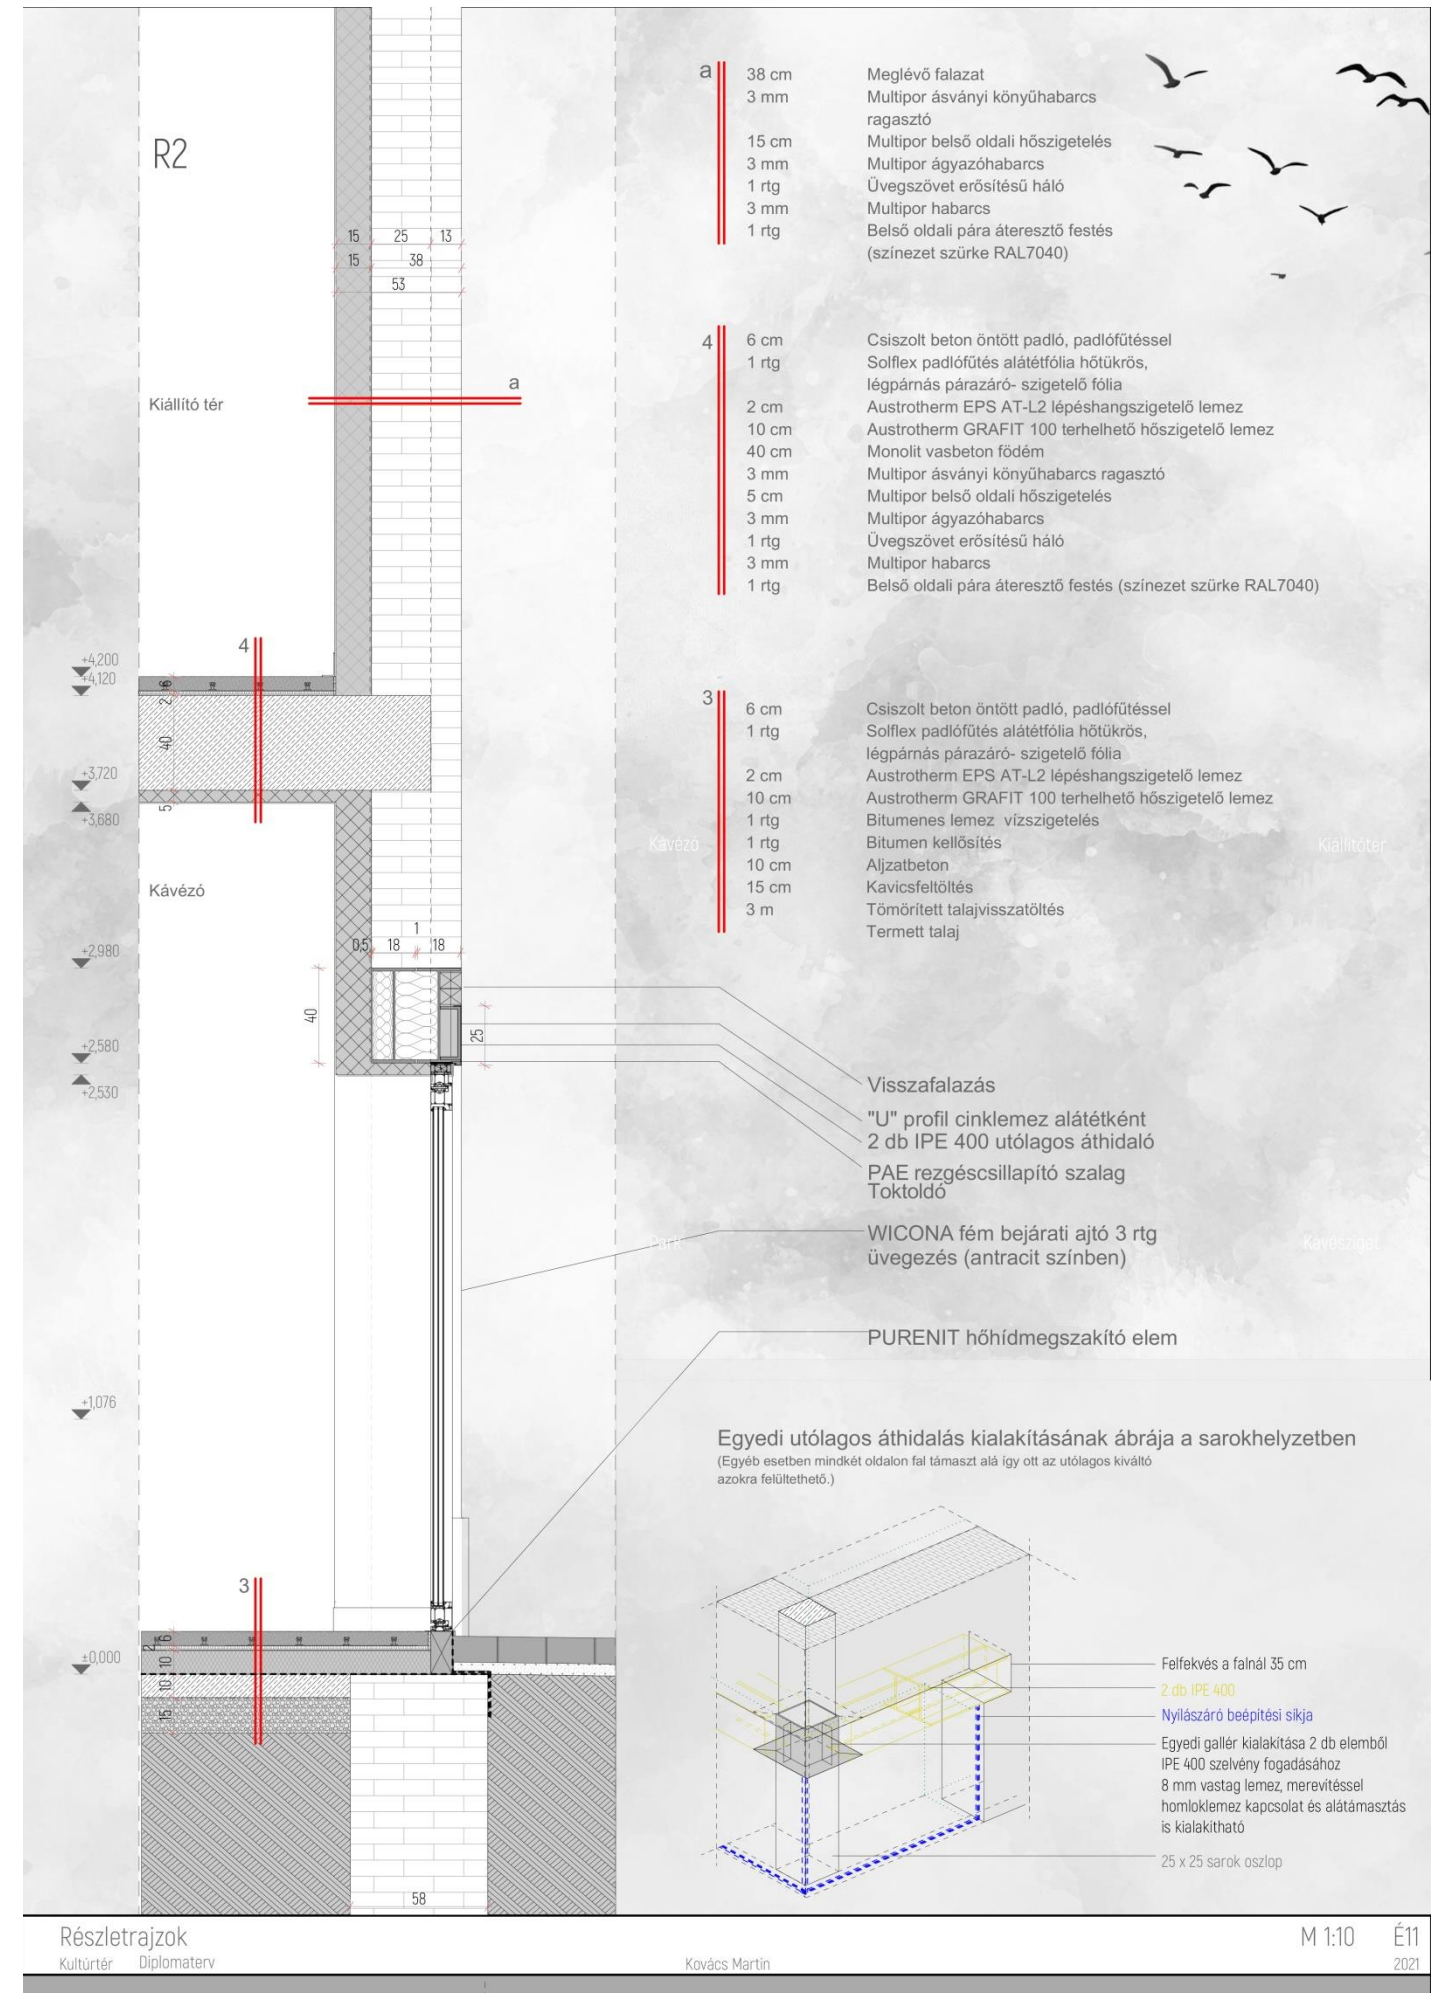 R2
15 25 13
15 38
53
Kiállító tér
a
4
+4,200
+4,120
6
2
40
+3,720
5
+3,680
Kávézó
+2,980
1
0,5 18 18
40
25
+2,580
+2,530
+1,076
3
±0,000
6
2
10
10
15
58
a
38 cm Meglévő falazat
3 mm Multipor ásványi könyűhabarcs
ragasztó
15 cm Multipor belső oldali hőszigetelés
3 mm Multipor ágyazóhabarcs
1 rtg Üvegszövet erősítésű háló
3 mm Multipor habarcs
1 rtg Belső oldali pára áteresztő festés
(színezet szürke RAL7040)
4
6 cm Csiszolt beton öntött padló, padlófűtéssel
1 rtg Solflex padlófűtés alátétfólia hőtükrös,
légpárnás párazáró- szigetelő fólia
2 cm Austrotherm EPS AT-L2 lépéshangszigetelő lemez
10 cm Austrotherm GRAFIT 100 terhelhető hőszigetelő lemez
40 cm Monolit vasbeton födém
3 mm Multipor ásványi könyűhabarcs ragasztó
5 cm Multipor belső oldali hőszigetelés
3 mm Multipor ágyazóhabarcs
1 rtg Üvegszövet erősítésű háló
3 mm Multipor habarcs
1 rtg Belső oldali pára áteresztő festés (színezet szürke RAL7040)
3
6 cm Csiszolt beton öntött padló, padlófűtéssel
1 rtg Solflex padlófűtés alátétfólia hőtükrös,
légpárnás párazáró- szigetelő fólia
2 cm Austrotherm EPS AT-L2 lépéshangszigetelő lemez
10 cm Austrotherm GRAFIT 100 terhelhető hőszigetelő lemez
1 rtg Bitumenes lemez vízszigetelés
1 rtg Bitumen kellősítés
10 cm Aljzatbeton
15 cm Kavicsfeltöltés
3 m Tömörített talajvisszatöltés
Termett talaj
Kávézó
Kiállítótér
Visszafalazás
"U" profil cinklemez alátétként
2 db IPE 400 utólagos áthidaló
PAE rezgéscsillapító szalag
Toktoldó
WICONA fém bejárati ajtó 3 rtg
üvegezés (antracit színben)
Park
Kávésziget
PURENIT hőhídmegszakító elem
Egyedi utólagos áthidalás kialakításának ábrája a sarokhelyzetben
(Egyéb esetben mindkét oldalon fal támaszt alá így ott az utólagos kiváltó
azokra felültethető.)
Felfekvés a falnál 35 cm
2 db IPE 400
Nyílászáró beépítési síkja
Egyedi gallér kialakítása 2 db elemből
IPE 400 szelvény fogadásához
8 mm vastag lemez, merevítéssel
homloklemez kapcsolat és alátámasztás
is kialakítható
25 x 25 sarok oszlop
Részletrajzok
Kultúrtér Diplomaterv
Kovács Martin
M 1:10 É11
2021